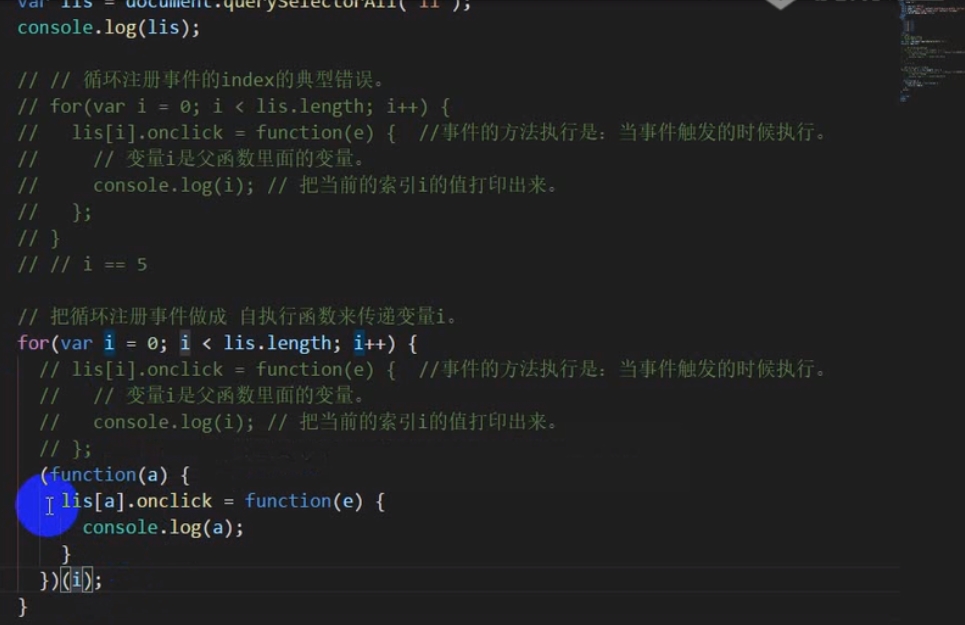 var lis = document.querySelectorAll('li');
console.log(lis);
// // 循环注册事件的index的典型错误。
// for(var i = 0; i < lis.length; i++) {
//   lis[i].onclick = function(e) {  //事件的方法执行是：当事件触发的时候执行。
//     // 变量i是父函数里面的变量。
//     console.log(i); // 把当前的索引i的值打印出来。
//   };
// }
// // i == 5
// 把循环注册事件做成 自执行函数来传递变量i。
for(var i = 0; i < lis.length; i++) {
  // lis[i].onclick = function(e) {  //事件的方法执行是：当事件触发的时候执行。
  //   // 变量i是父函数里面的变量。
  //   console.log(i); // 把当前的索引i的值打印出来。
  // };
  (function(a) {
    lis[a].onclick = function(e) {
      console.log(a);
    }
  })(i);
}